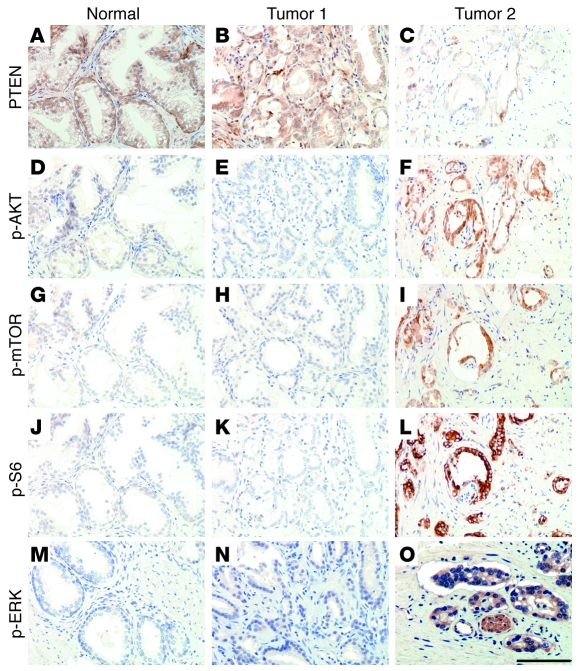 Normal Tumor 1 Tumor 2
PTEN A B C
p-AKT D E F
p-mTOR G H I
p-S6 J K L
p-ERK M N O